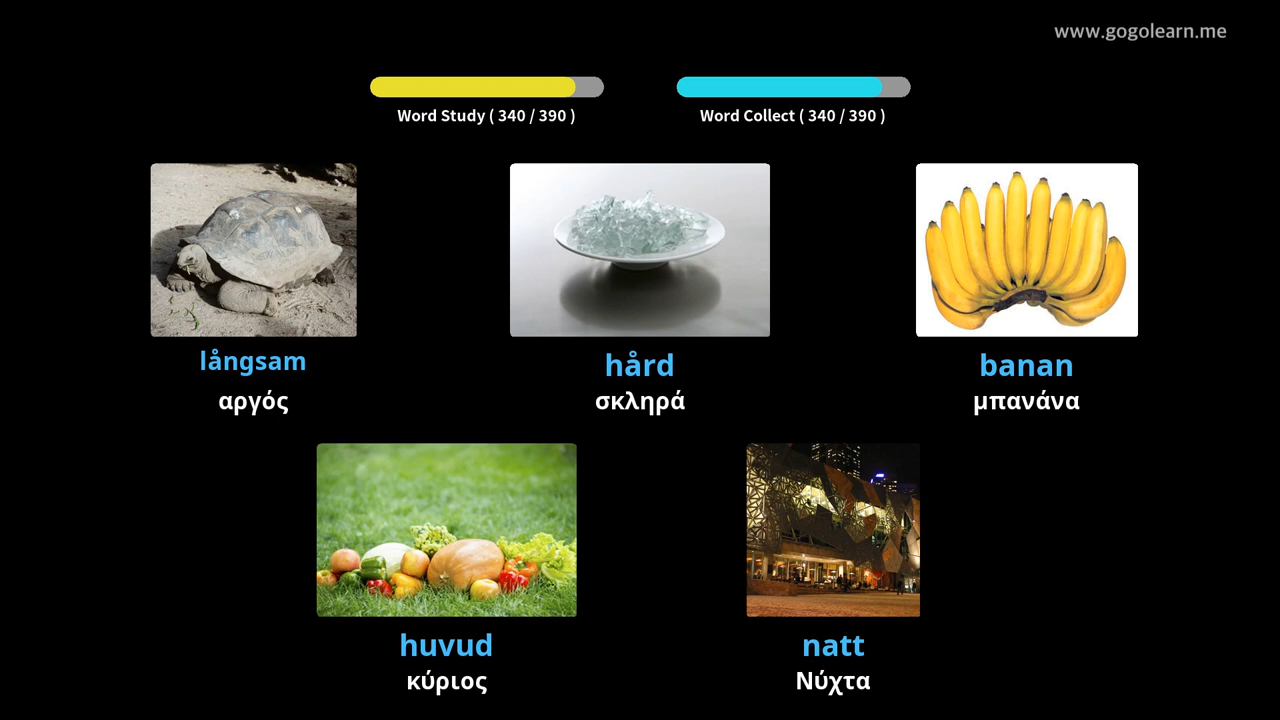 www.gogolearn.me
Word Study ( 340 / 390 )
Word Collect ( 340 / 390 )
långsam
αργός
hård
σκληρά
banan
μπανάνα
huvud
κύριος
natt
Νύχτα